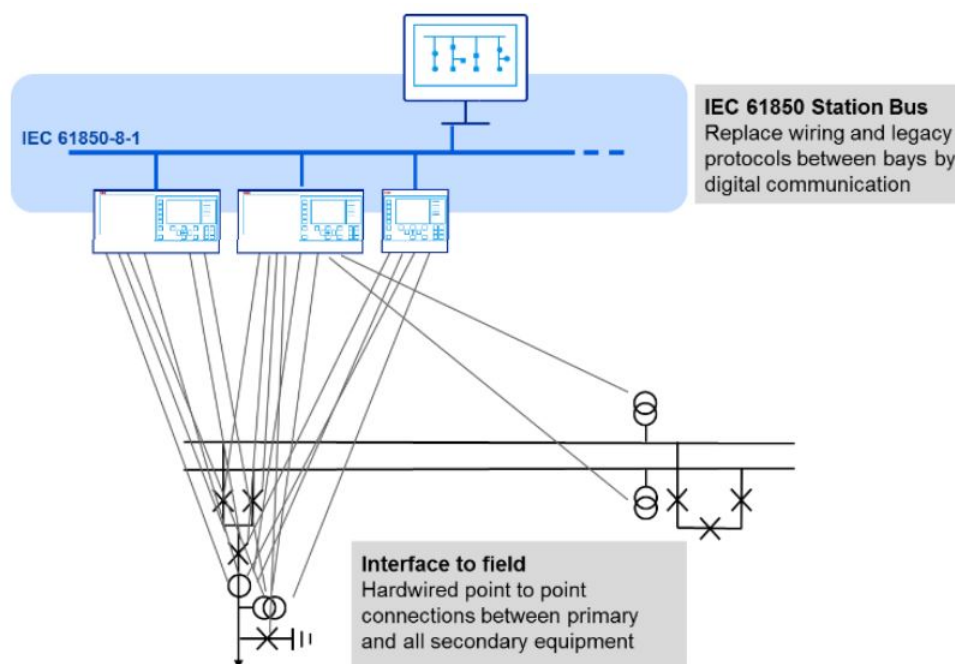 IEC 61850-8-1
IEC 61850 Station Bus
Replace wiring and legacy
protocols between bays by
digital communication
Interface to field
Hardwired point to point
connections between primary
and all secondary equipment